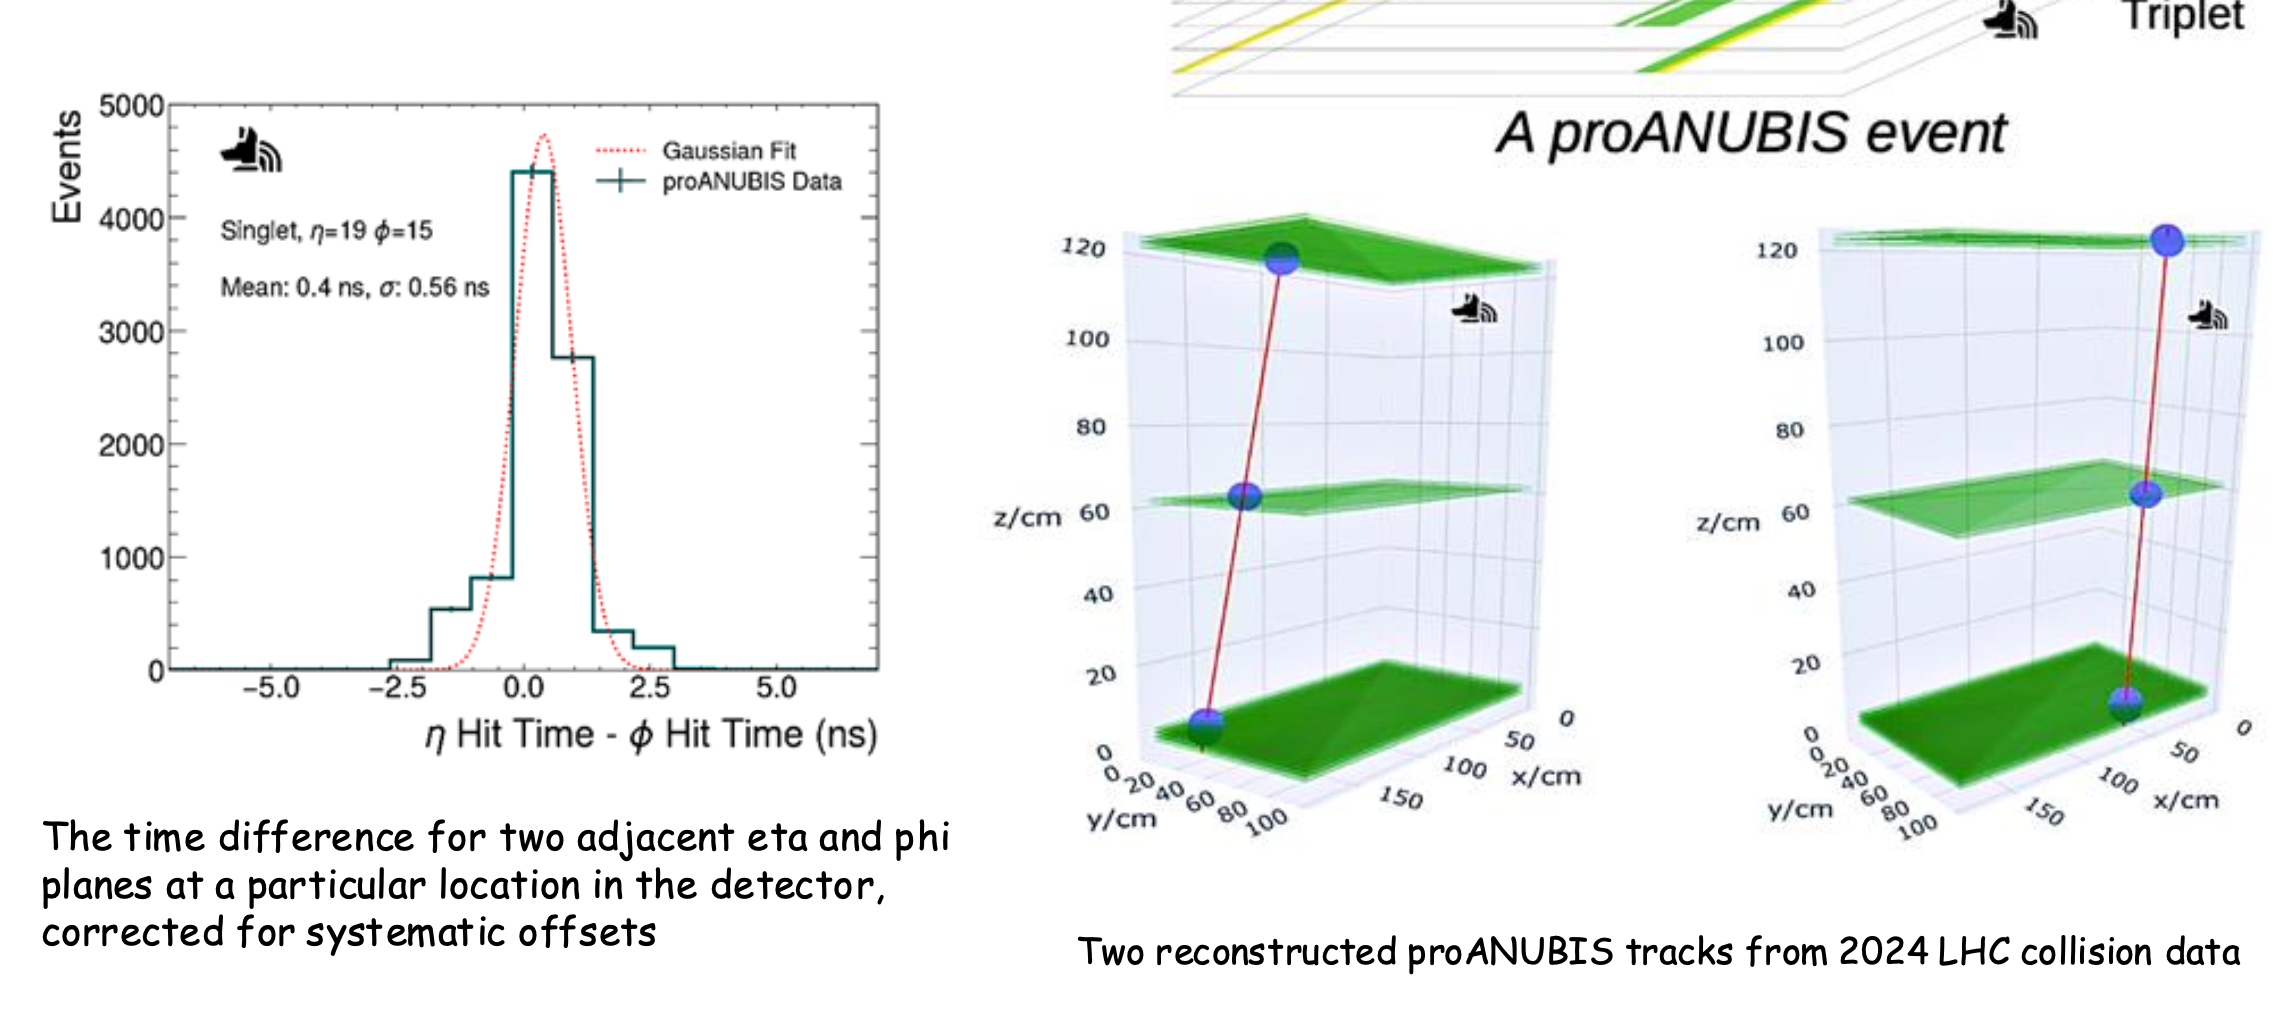 Triplet
A proANUBIS event
5000
4000
3000
2000
1000
0
Events
Gaussian Fit
proANUBIS Data
Singlet, η=19 ϕ=15
Mean: 0.4 ns, σ: 0.56 ns
−5.0 −2.5 0.0 2.5 5.0
η Hit Time - ϕ Hit Time (ns)
The time difference for two adjacent eta and phi
planes at a particular location in the detector,
corrected for systematic offsets
120
100
80
60
40
20
0
z/cm
0 20 40 60 80 100
y/cm
150 100 50 0
x/cm
120
100
80
60
40
20
0
z/cm
0 20 40 60 80 100
y/cm
150 100 50 0
x/cm
Two reconstructed proANUBIS tracks from 2024 LHC collision data